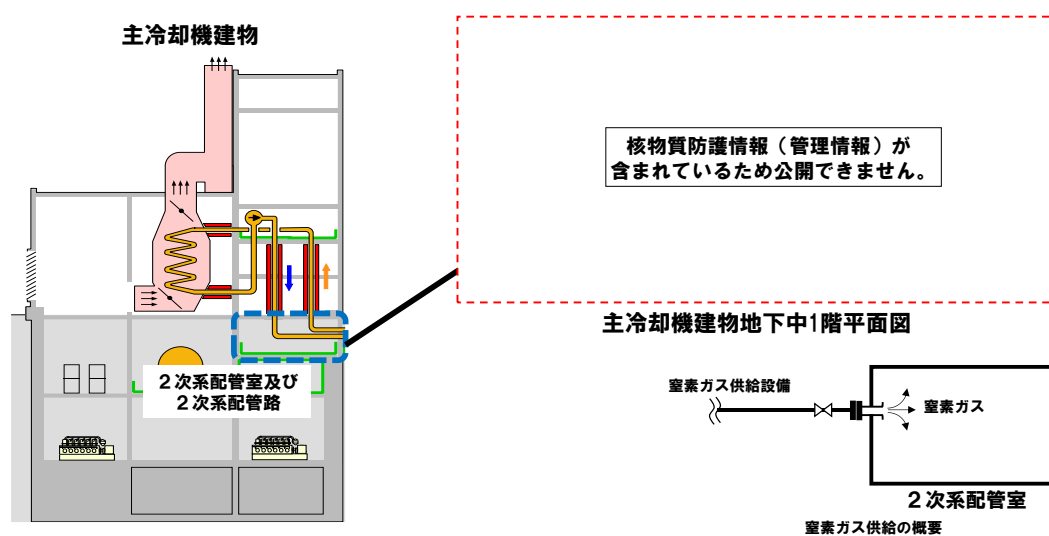 主冷却機建物
核物質防護情報（管理情報）が
含まれているため公開できません。
主冷却機建物地下中1階平面図
２次系配管室及び
２次系配管路
窒素ガス供給設備
窒素ガス
２次系配管室
窒素ガス供給の概要